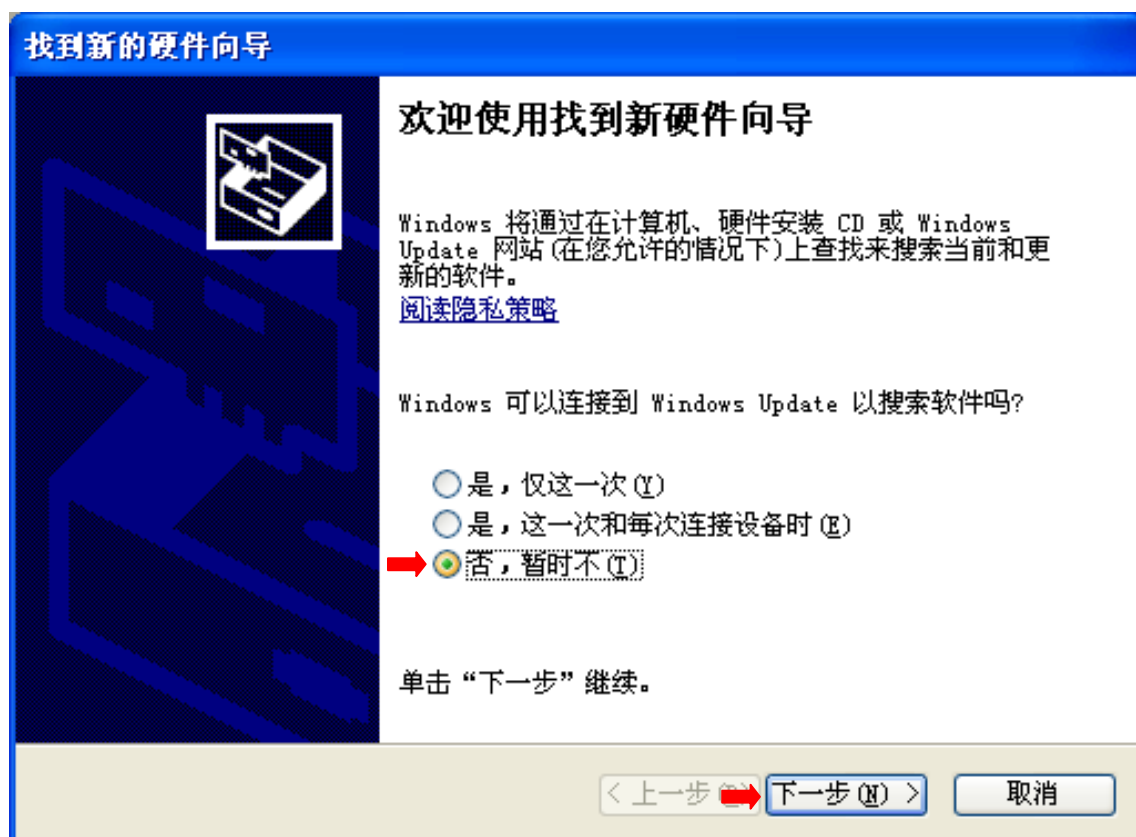 找到新的硬件向导
欢迎使用找到新硬件向导
Windows 将通过在计算机、硬件安装 CD 或 Windows
Update 网站(在您允许的情况下)上查找来搜索当前和更
新的软件。
阅读隐私策略
Windows 可以连接到 Windows Update 以搜索软件吗?
是，仅这一次(Y)
是，这一次和每次连接设备时(E)
否，暂时不(T)
单击“下一步”继续。
< 上一步
下一步(N) >
取消